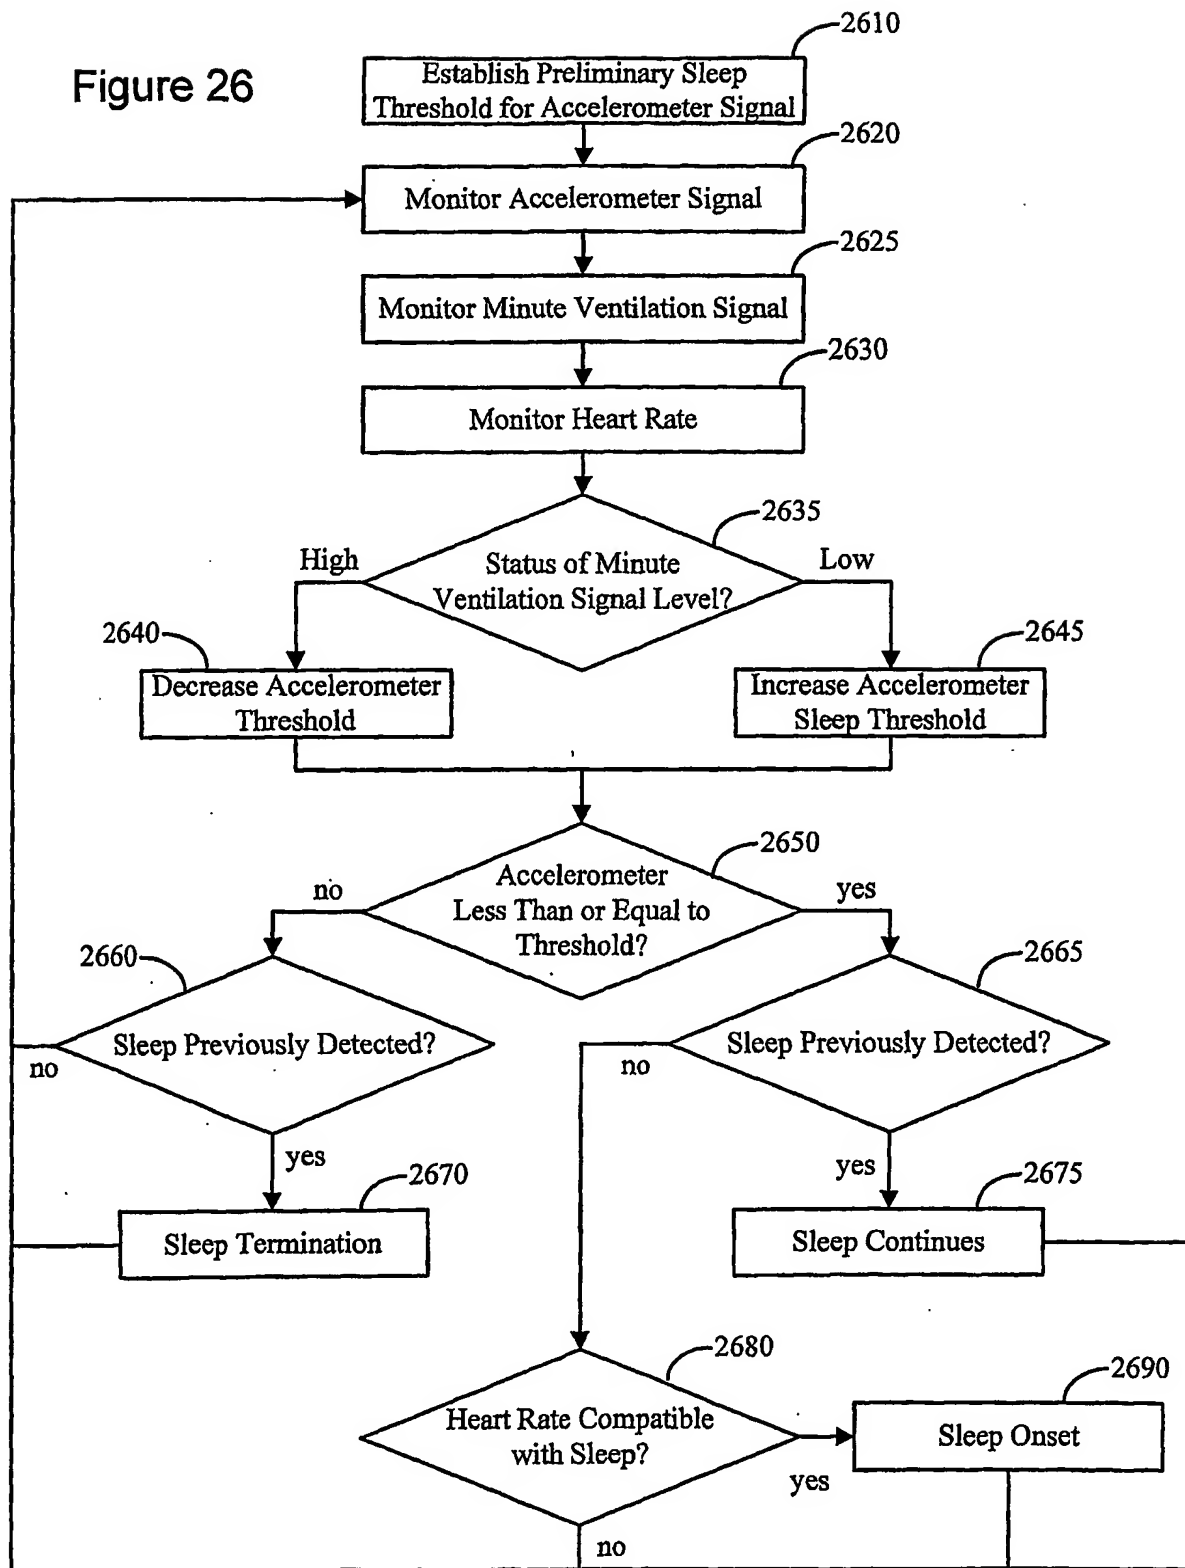 Figure 26
2610
Establish Preliminary Sleep
Threshold for Accelerometer Signal
2620
Monitor Accelerometer Signal
2625
Monitor Minute Ventilation Signal
2630
Monitor Heart Rate
2635
High
Status of Minute
Ventilation Signal Level?
Low
2640
Decrease Accelerometer
Threshold
2645
Increase Accelerometer
Sleep Threshold
2650
no
Accelerometer
Less Than or Equal to
Threshold?
yes
2660
Sleep Previously Detected?
no
2665
Sleep Previously Detected?
no
yes
2670
Sleep Termination
yes
2675
Sleep Continues
2680
Heart Rate Compatible
with Sleep?
yes
2690
Sleep Onset
no